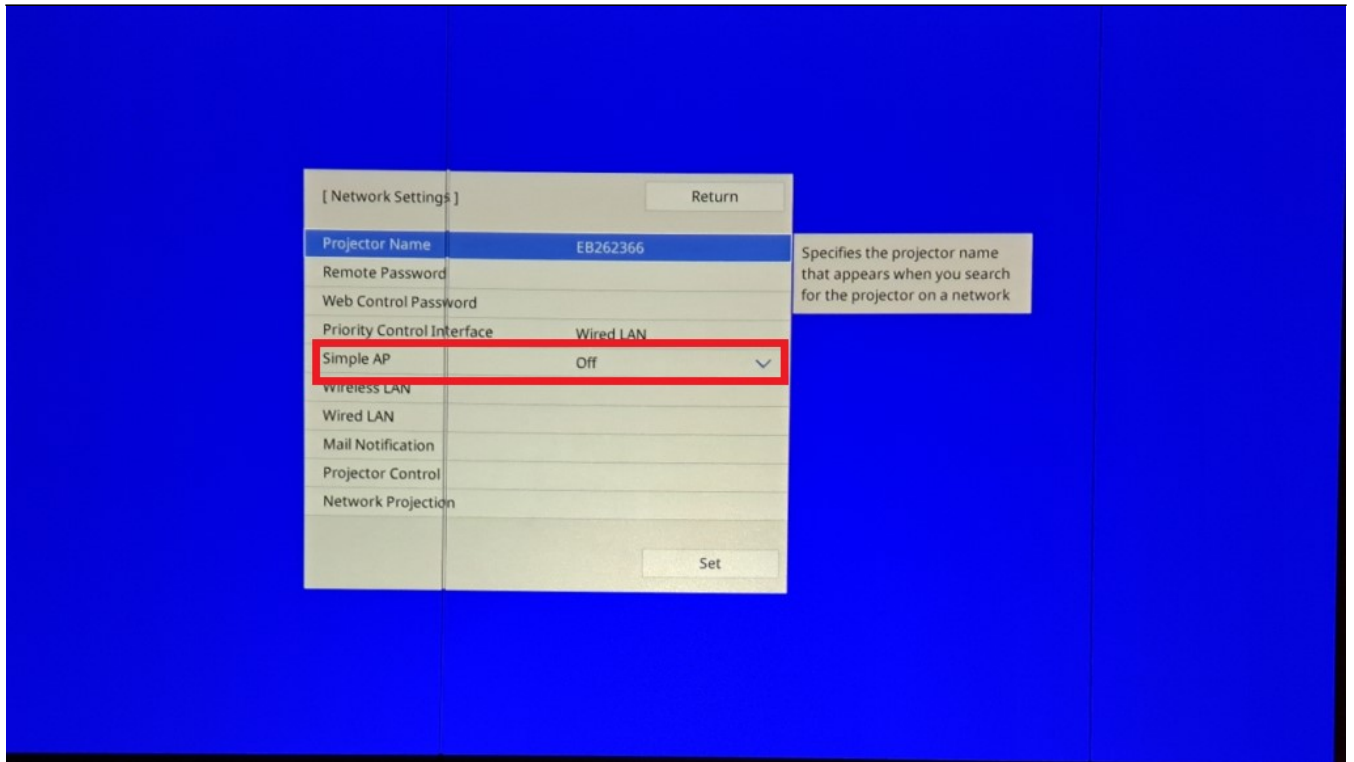 [ Network Settings ]
Return
Projector Name EB262366
Specifies the projector name
that appears when you search
for the projector on a network
Remote Password
Web Control Password
Priority Control Interface Wired LAN
Simple AP Off
Wireless LAN
Wired LAN
Mail Notification
Projector Control
Network Projection
Set